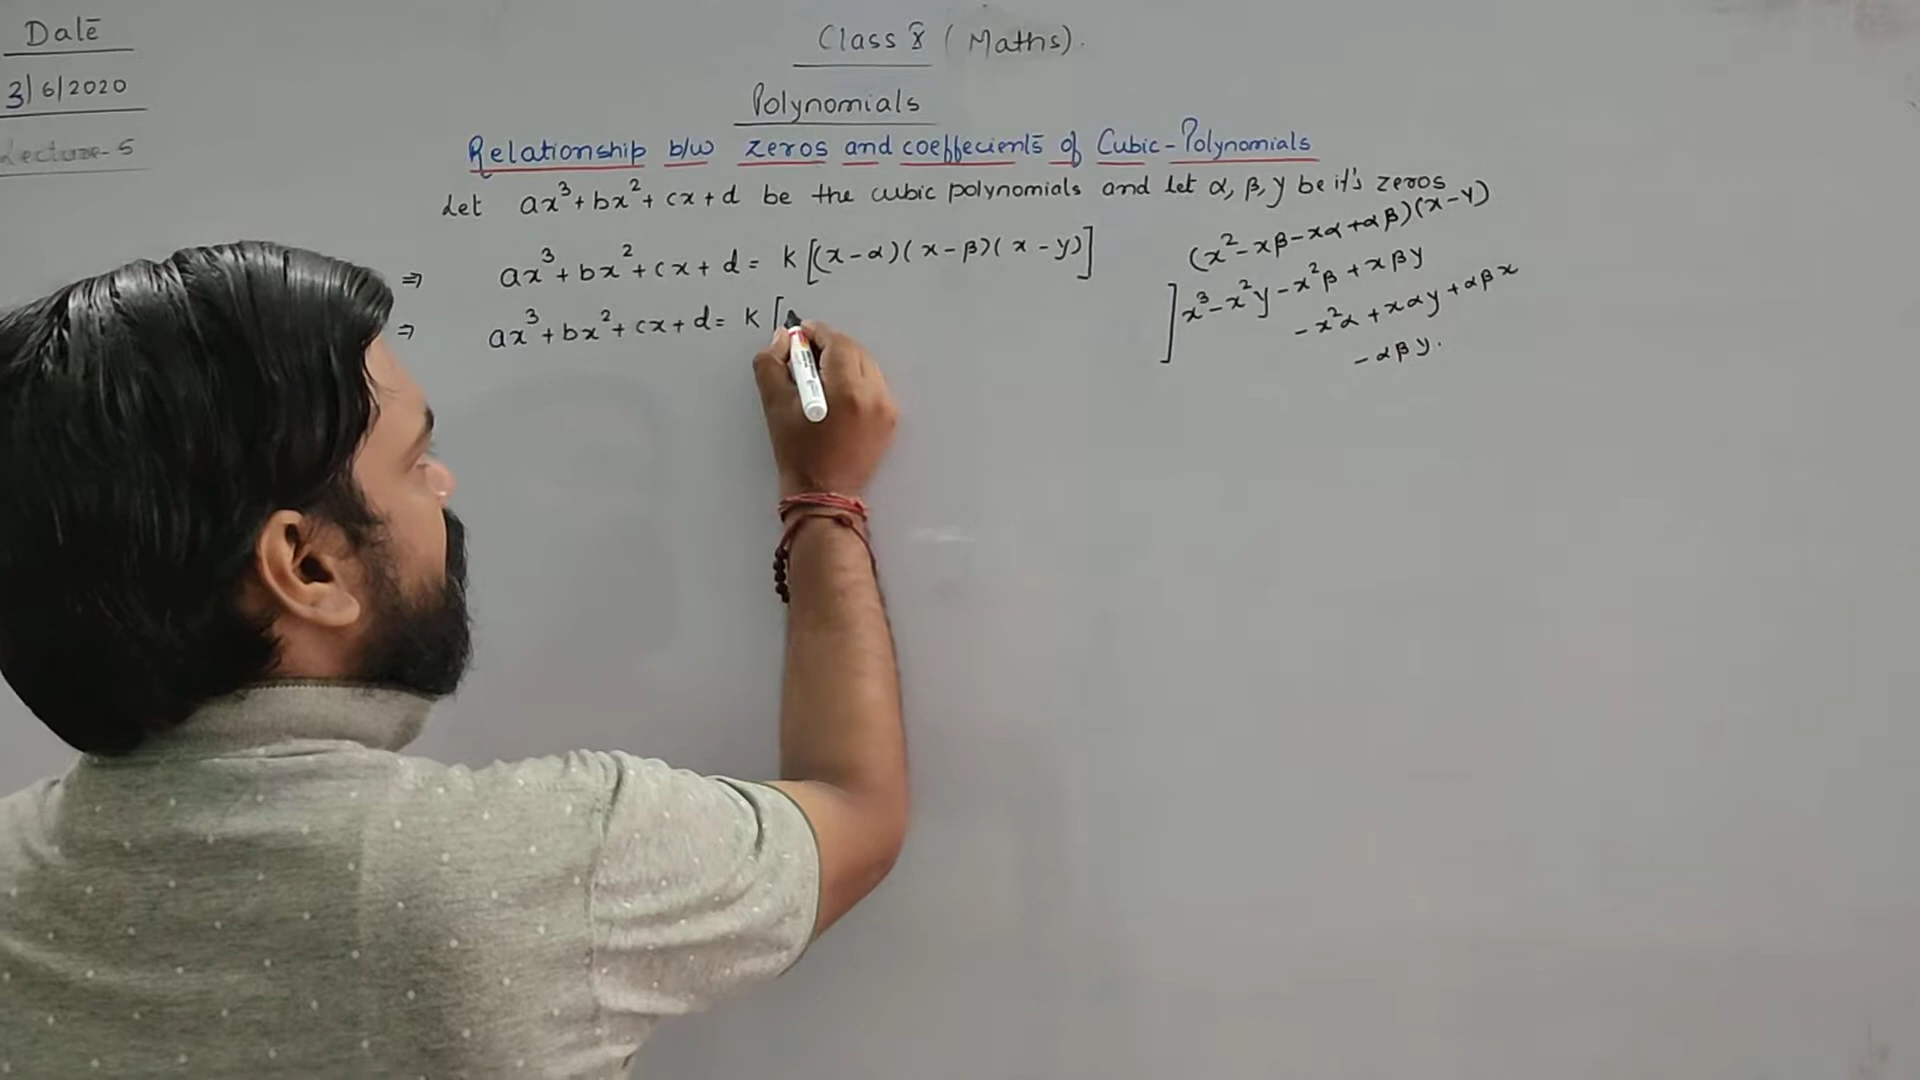 Date
3/6/2020
Lecture-5
Class X (Maths).
Polynomials
Relationship b/w zeros and coeffecients of Cubic-Polynomials
Let ax³+bx²+cx+d be the cubic polynomials and let α, β, γ be it's zeros
⇒ ax³+bx²+cx+d = K[(x-α)(x-β)(x-γ)]
⇒ ax³+bx²+cx+d = K[
(x²-xβ-xα+αβ)(x-γ)
]x³-x²γ-x²β+xβγ
-x²α+xαγ+αβx
-αβγ.